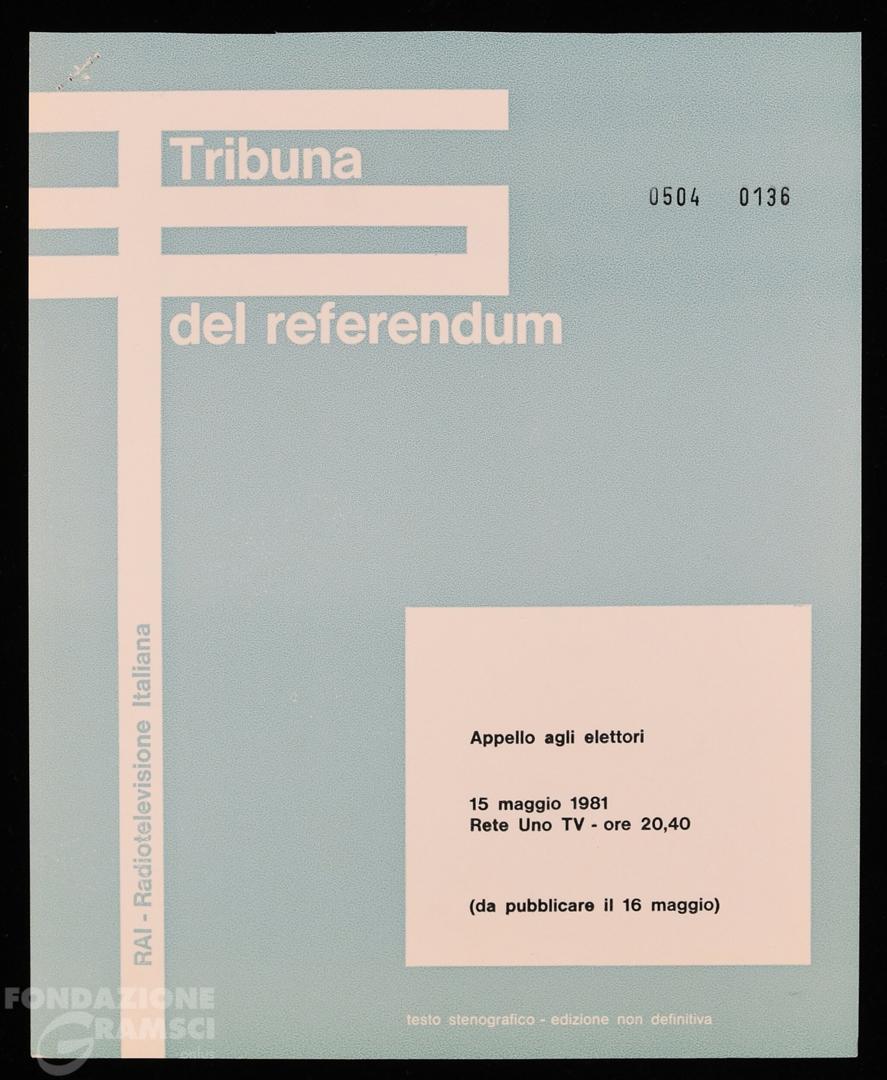 Tribuna
0504 0136
del referendum
RAI - Radiotelevisione Italiana
Appello agli elettori
15 maggio 1981
Rete Uno TV - ore 20,40
(da pubblicare il 16 maggio)
testo stenografico - edizione non definitiva
FONDAZIONE
GRAMSCI